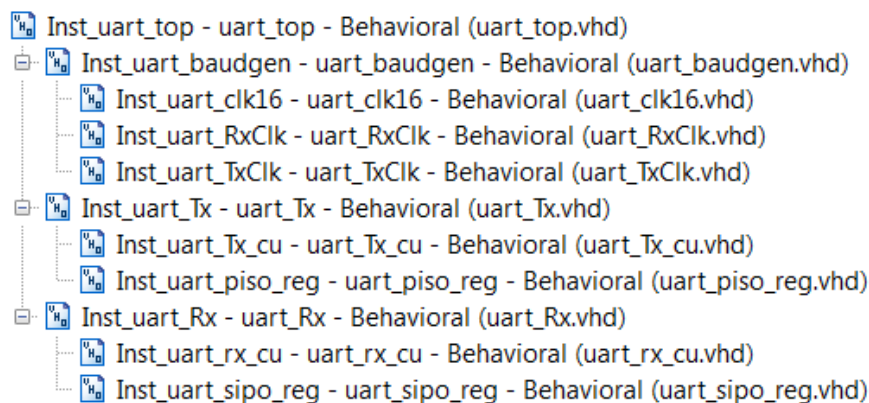 Inst_uart_top - uart_top - Behavioral (uart_top.vhd)
Inst_uart_baudgen - uart_baudgen - Behavioral (uart_baudgen.vhd)
Inst_uart_clk16 - uart_clk16 - Behavioral (uart_clk16.vhd)
Inst_uart_RxClk - uart_RxClk - Behavioral (uart_RxClk.vhd)
Inst_uart_TxClk - uart_TxClk - Behavioral (uart_TxClk.vhd)
Inst_uart_Tx - uart_Tx - Behavioral (uart_Tx.vhd)
Inst_uart_Tx_cu - uart_Tx_cu - Behavioral (uart_Tx_cu.vhd)
Inst_uart_piso_reg - uart_piso_reg - Behavioral (uart_piso_reg.vhd)
Inst_uart_Rx - uart_Rx - Behavioral (uart_Rx.vhd)
Inst_uart_rx_cu - uart_rx_cu - Behavioral (uart_rx_cu.vhd)
Inst_uart_sipo_reg - uart_sipo_reg - Behavioral (uart_sipo_reg.vhd)